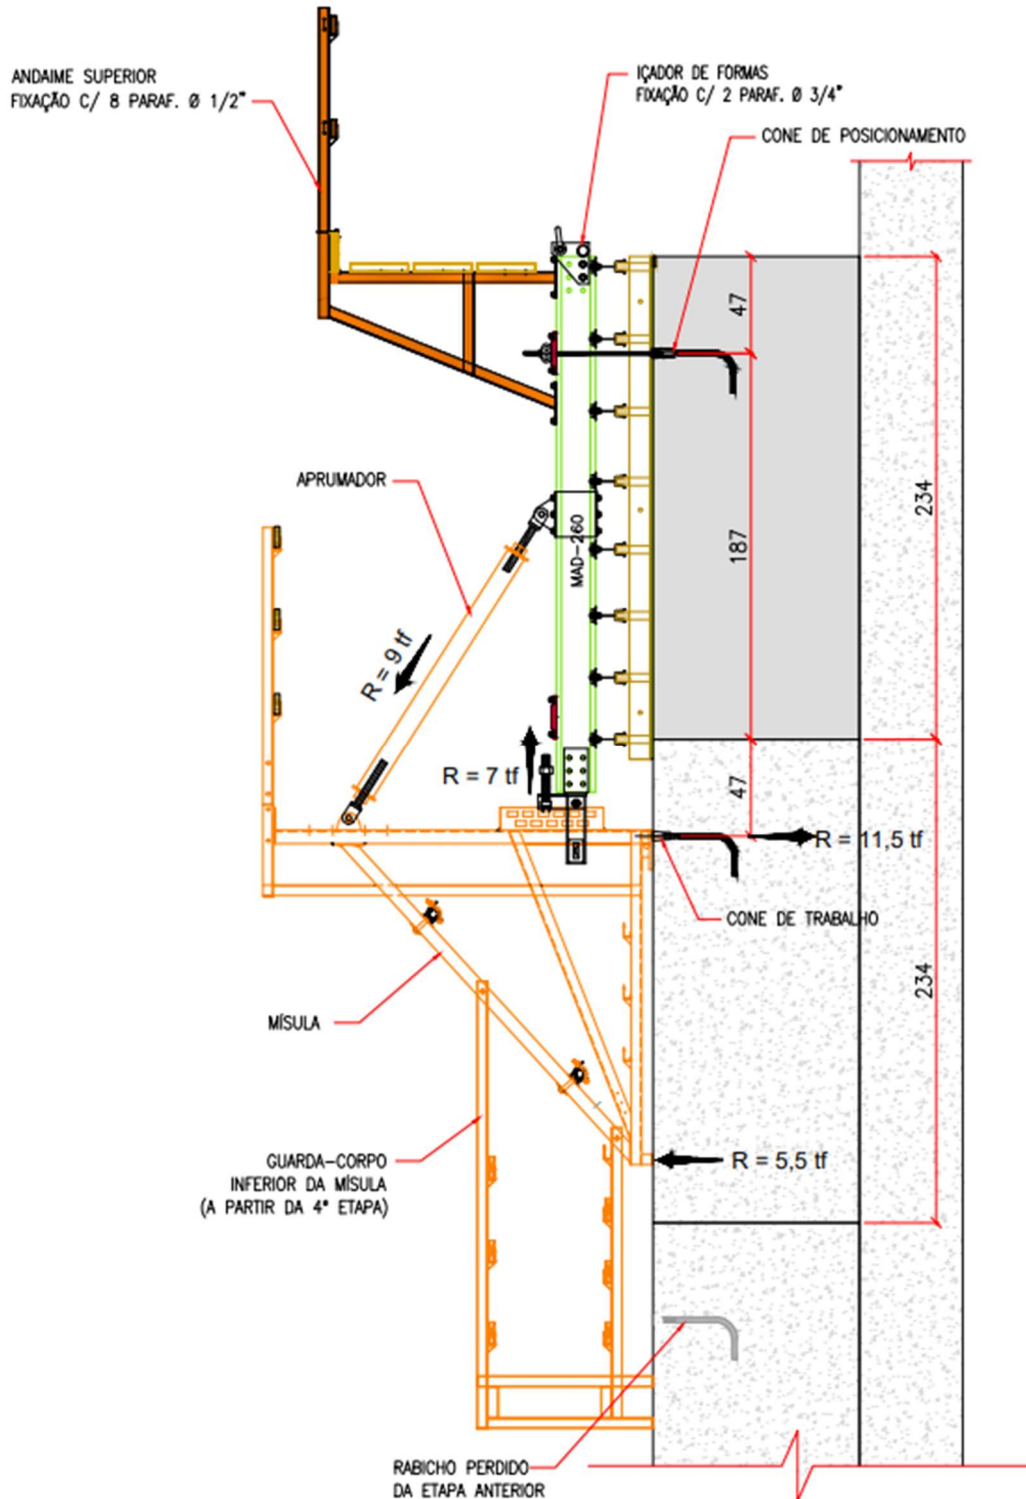 ANDAIME SUPERIOR
FIXAÇÃO C/ 8 PARAF. Ø 1/2"
IÇADOR DE FORMAS
FIXAÇÃO C/ 2 PARAF. Ø 3/4"
CONE DE POSICIONAMENTO
47
APRUMADOR
234
187
MAD-260
R = 9 tf
R = 7 tf
47
R = 11,5 tf
CONE DE TRABALHO
234
MÍSULA
R = 5,5 tf
GUARDA-CORPO
INFERIOR DA MÍSULA
(A PARTIR DA 4ª ETAPA)
RABICHO PERDIDO
DA ETAPA ANTERIOR